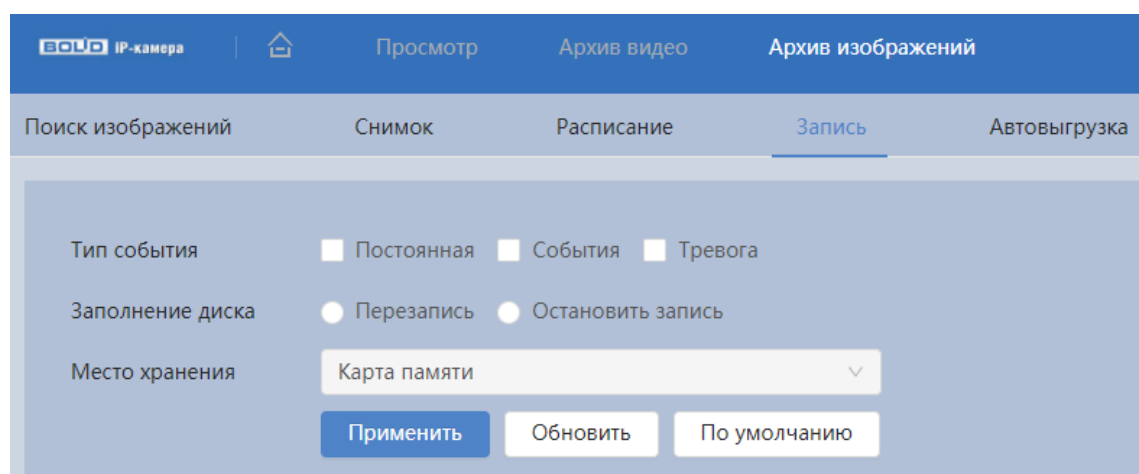 BOLID IP-камера Просмотр Архив видео Архив изображений
Поиск изображений Снимок Расписание Запись Автовыгрузка
Тип события Постоянная События Тревога
Заполнение диска Перезапись Остановить запись
Место хранения Карта памяти
Применить Обновить По умолчанию